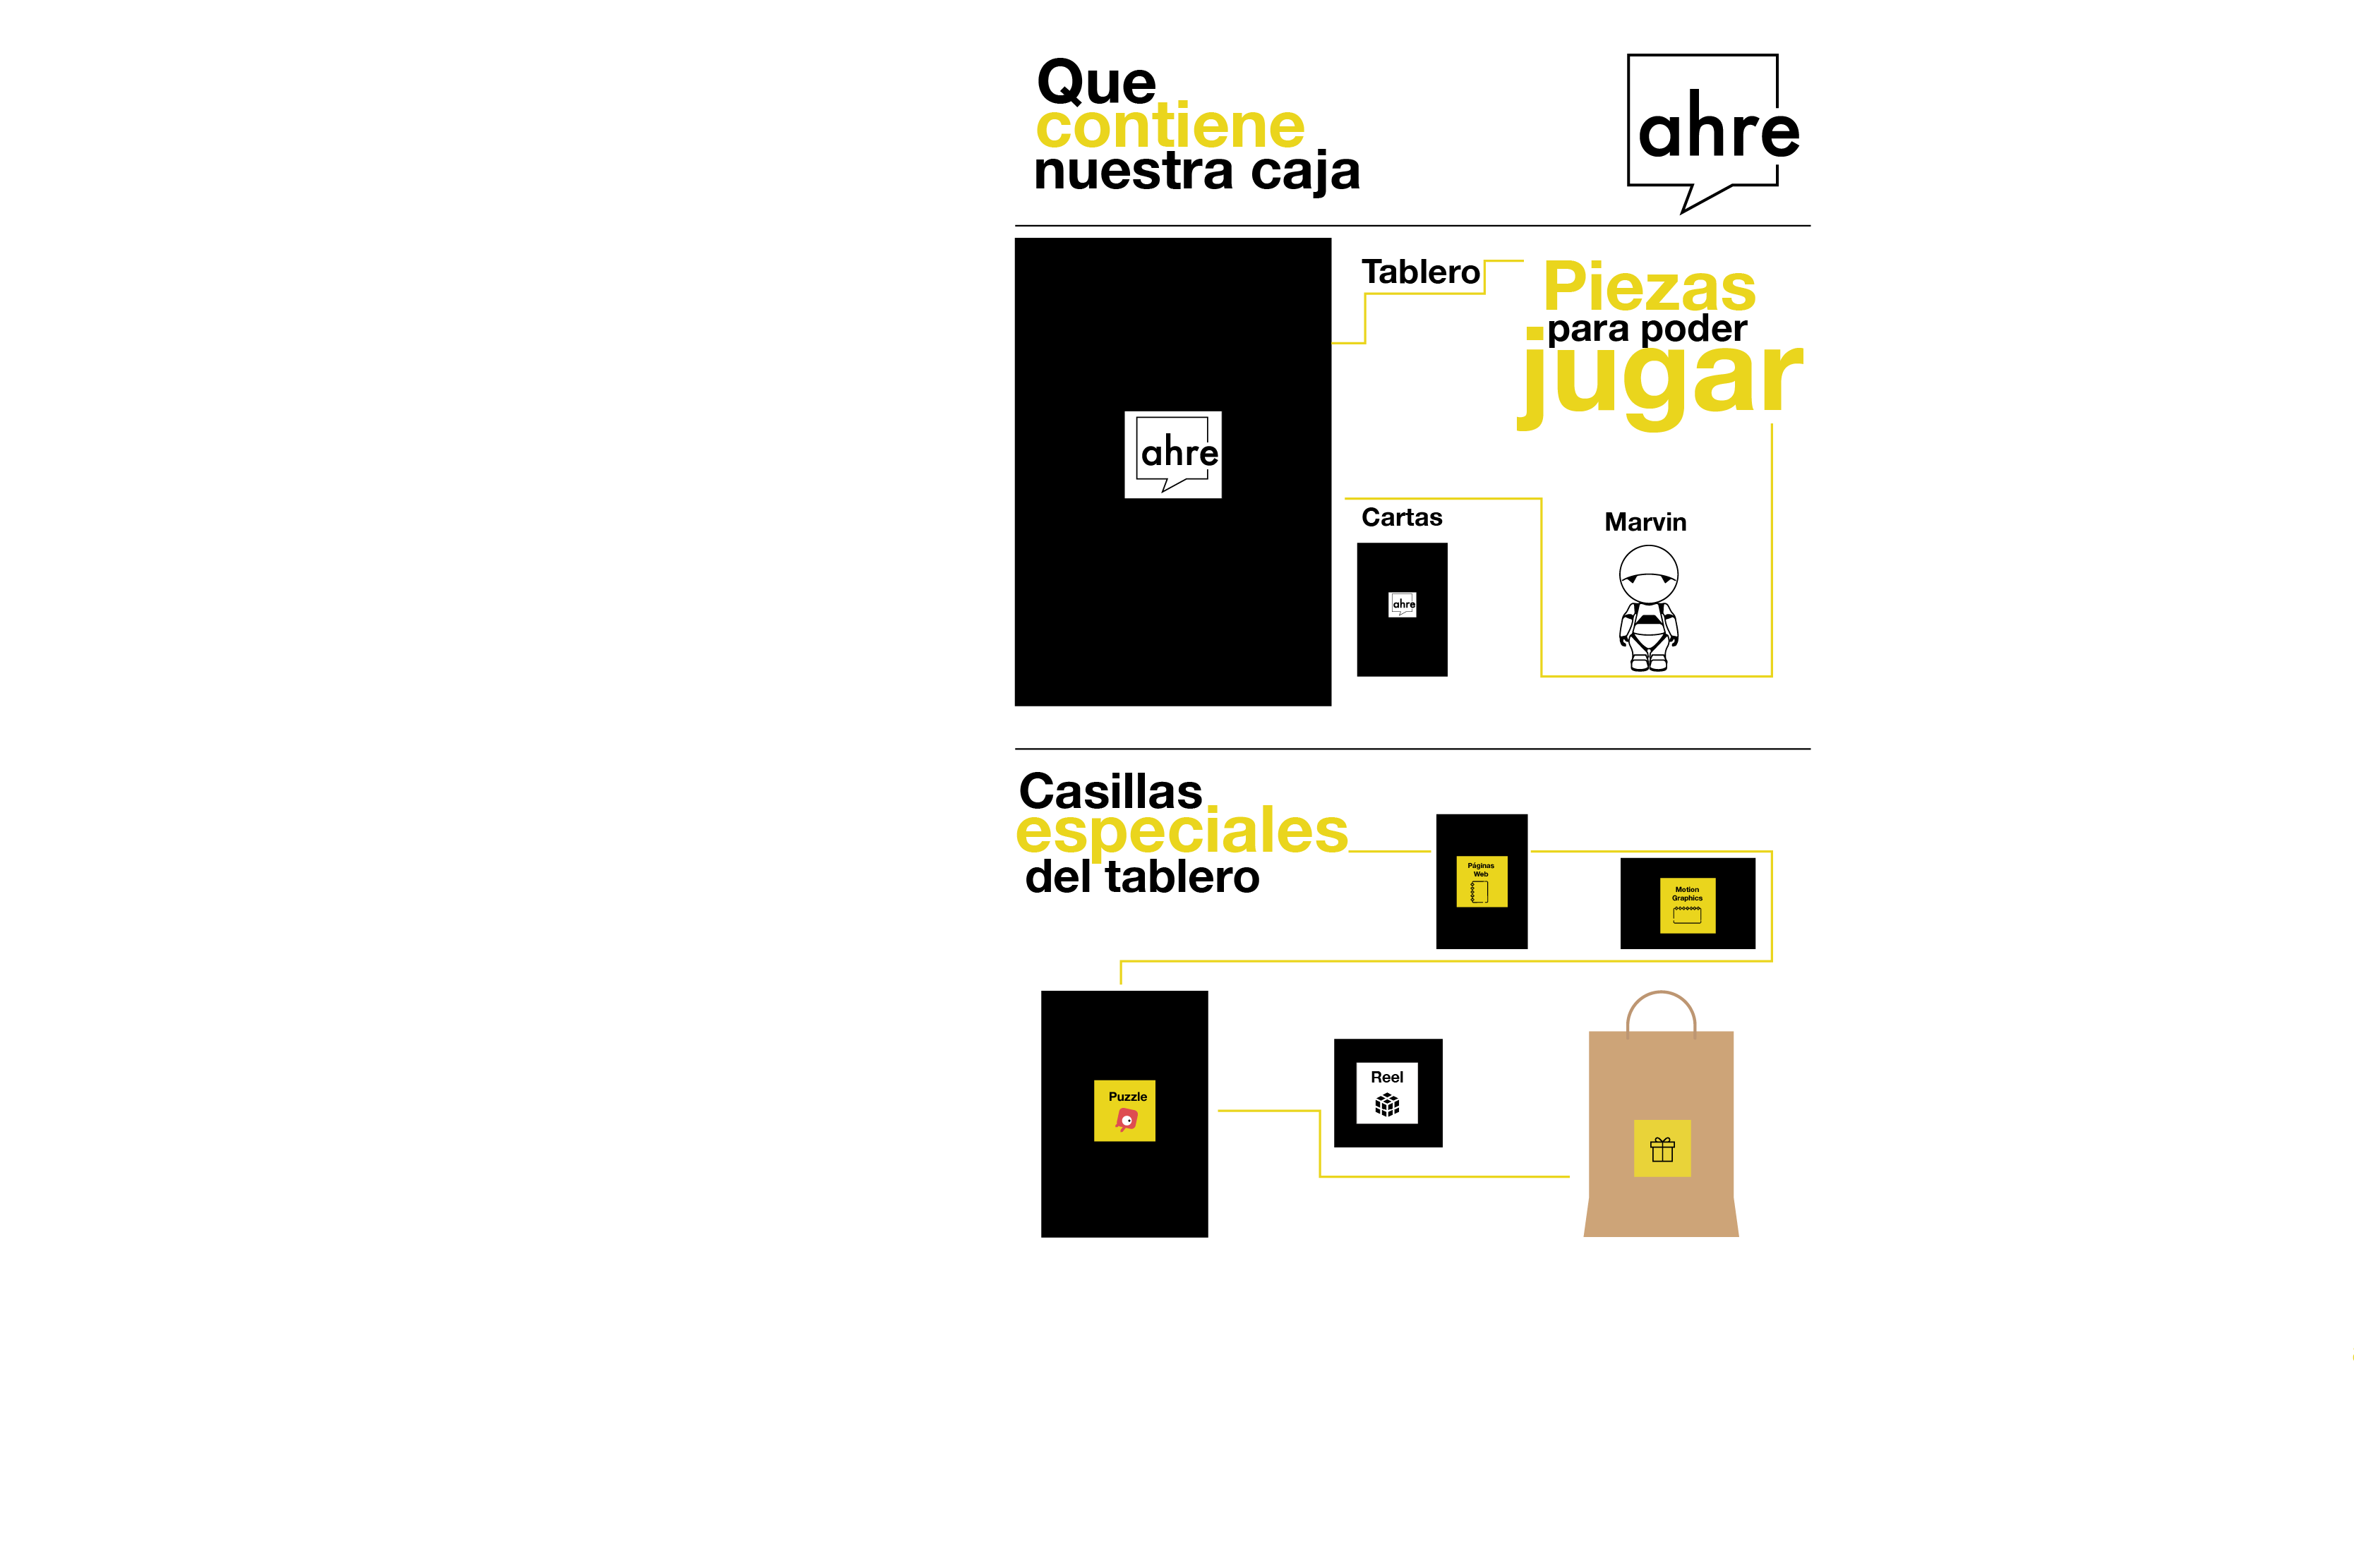 Que
contiene
nuestra caja
ahre
Tablero
Piezas
para poder
jugar
ahre
Cartas
ahre
Marvin
Casillas
especiales
del tablero
Páginas
Web
Motion
Graphics
Puzzle
Reel